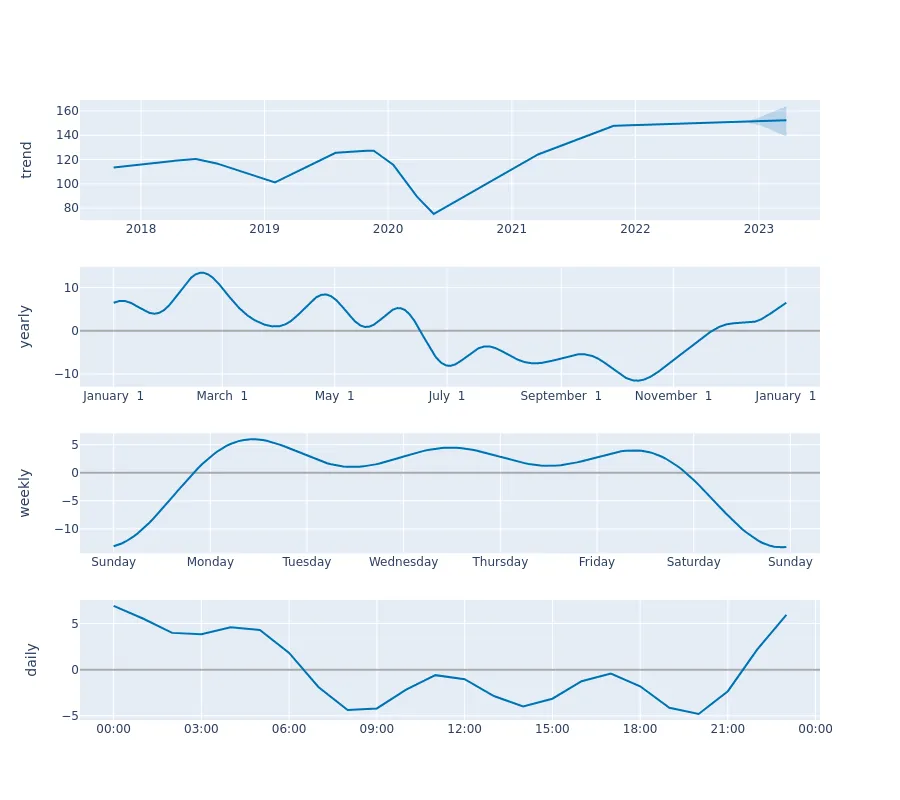 trend
160
140
120
100
80
2018 2019 2020 2021 2022 2023
yearly
10
0
−10
January 1 March 1 May 1 July 1 September 1 November 1 January 1
weekly
5
0
−5
−10
Sunday Monday Tuesday Wednesday Thursday Friday Saturday Sunday
daily
5
0
−5
00:00 03:00 06:00 09:00 12:00 15:00 18:00 21:00 00:00